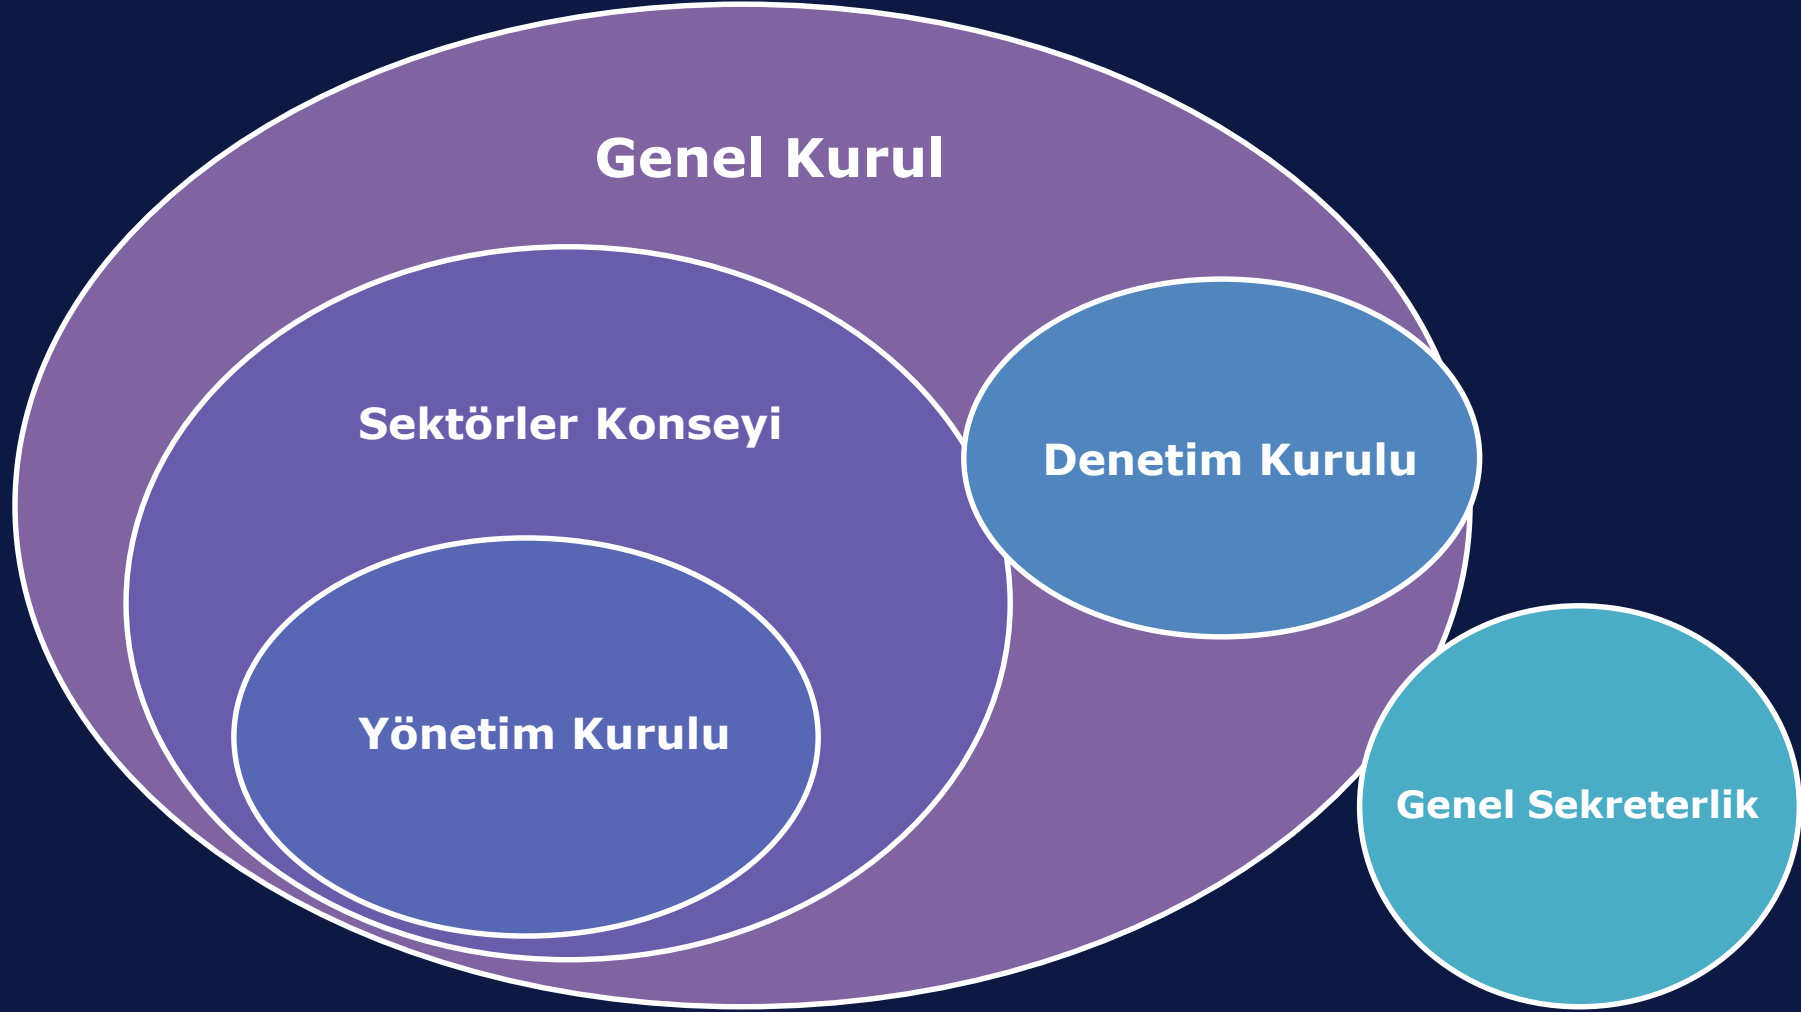 Genel Kurul
Sektörler Konseyi
Denetim Kurulu
Yönetim Kurulu
Genel Sekreterlik